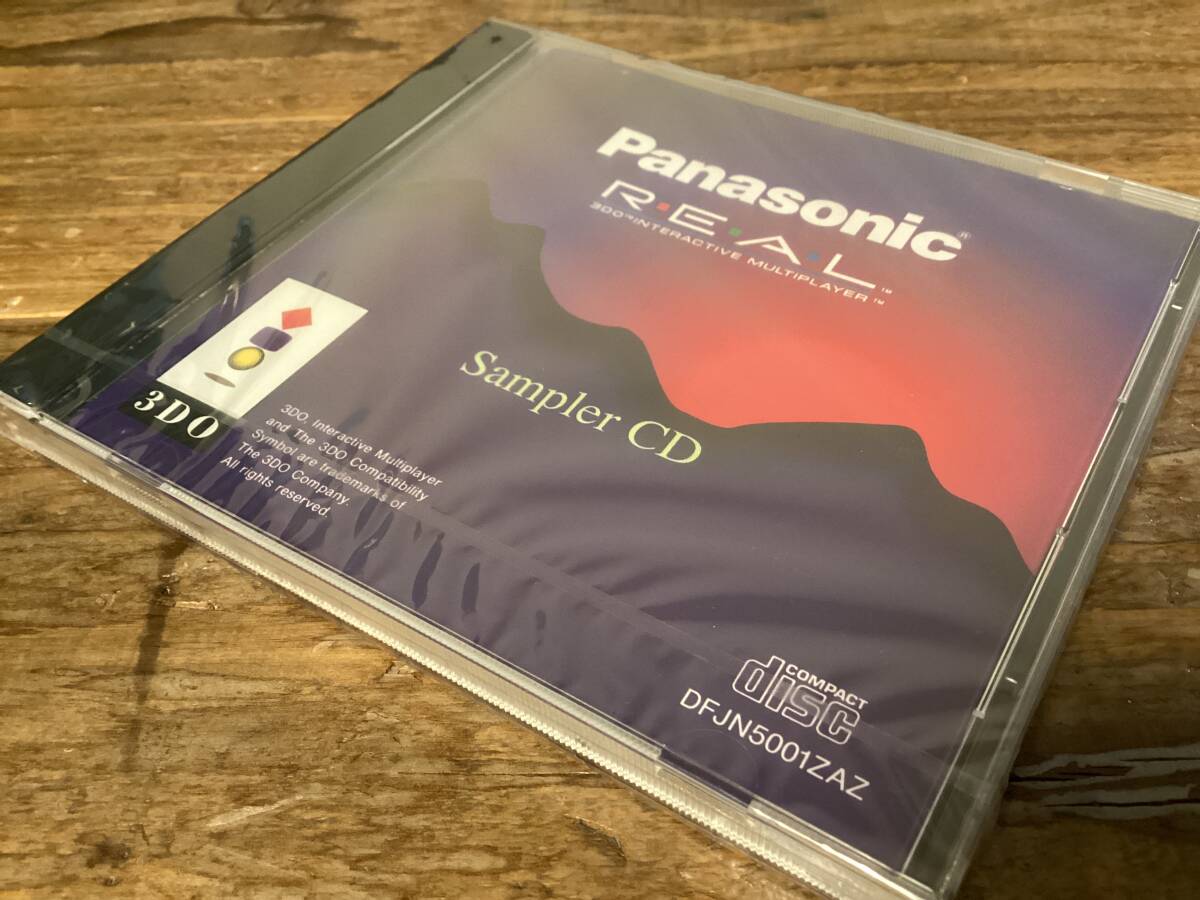 Panasonic®
R·E·A·L™
3DO™ INTERACTIVE MULTIPLAYER™
Sampler CD
3DO
3DO, Interactive Multiplayer
and The 3DO Compatibility
Symbol are trademarks of
The 3DO Company.
All rights reserved.
COMPACT
disc
DFJN5001ZAZ